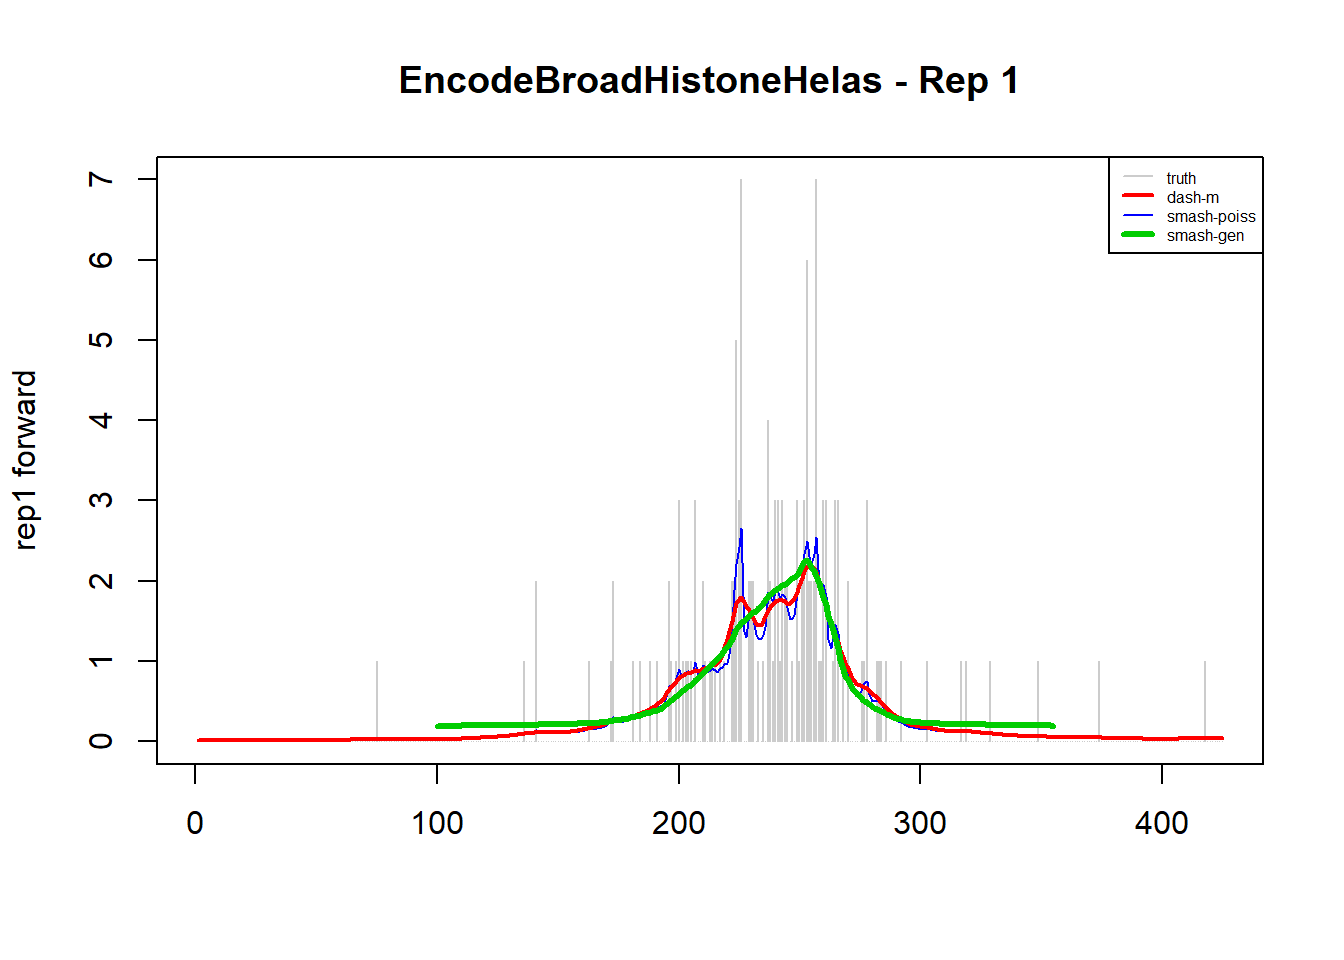 EncodeBroadHistoneHelas - Rep 1
truth
dash-m
smash-poiss
smash-gen
rep1 forward
7
6
5
4
3
2
1
0
0 100 200 300 400